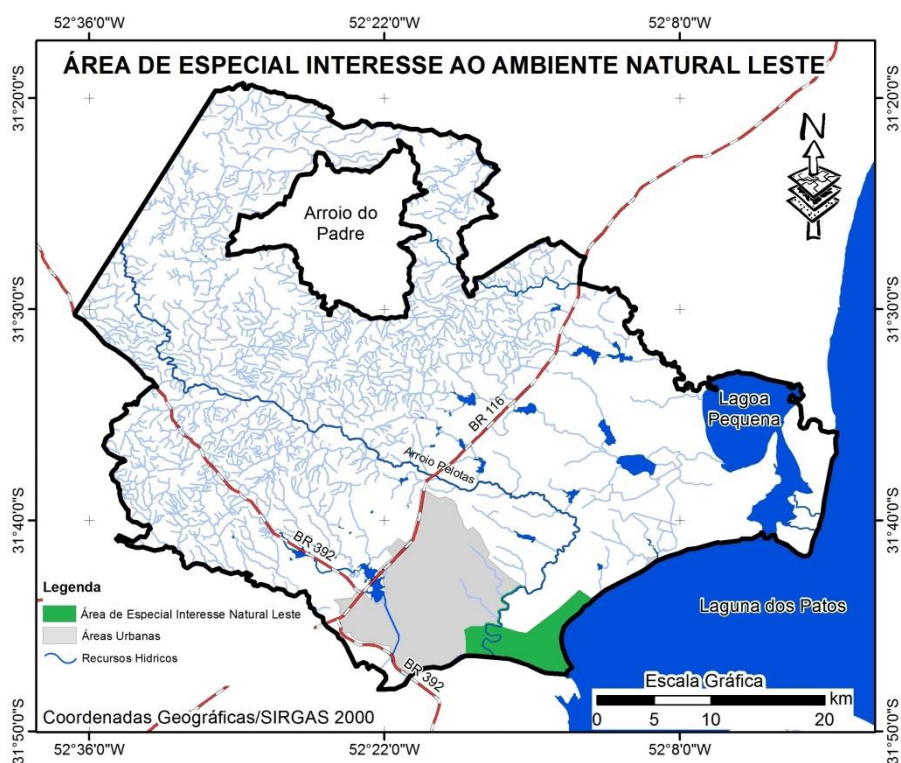 52°36'0"W 52°22'0"W 52°8'0"W
ÁREA DE ESPECIAL INTERESSE AO AMBIENTE NATURAL LESTE
31°20'0"S 31°20'0"S
N
Arroio do
Padre
31°30'0"S 31°30'0"S
BR 116
Lagoa
Pequena
Arroio Pelotas
31°40'0"S 31°40'0"S
BR 392
Legenda
Área de Especial Interesse Natural Leste
Áreas Urbanas
Recursos Hidricos
Laguna dos Patos
BR 392
Escala Gráfica
km
0 5 10 20
Coordenadas Geográficas/SIRGAS 2000
31°50'0"S 31°50'0"S
52°36'0"W 52°22'0"W 52°8'0"W